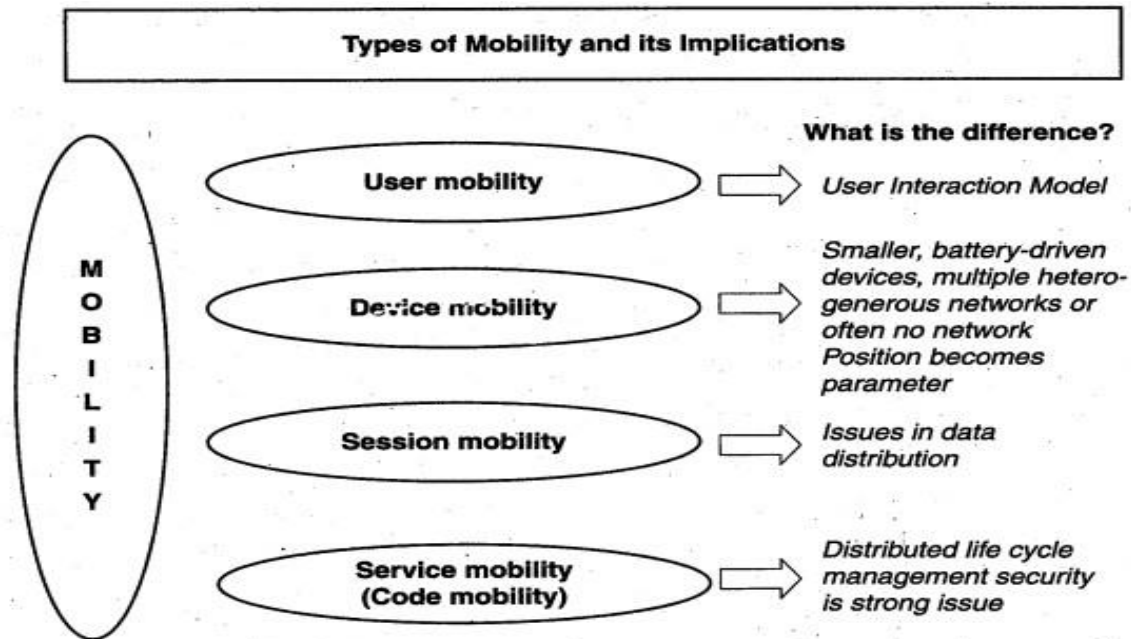 Types of Mobility and its Implications
What is the difference?
MOBILITY
User mobility
User Interaction Model
Device mobility
Smaller, battery-driven
devices, multiple hetero-
generous networks or
often no network
Position becomes
parameter
Session mobility
Issues in data
distribution
Service mobility
(Code mobility)
Distributed life cycle
management security
is strong issue